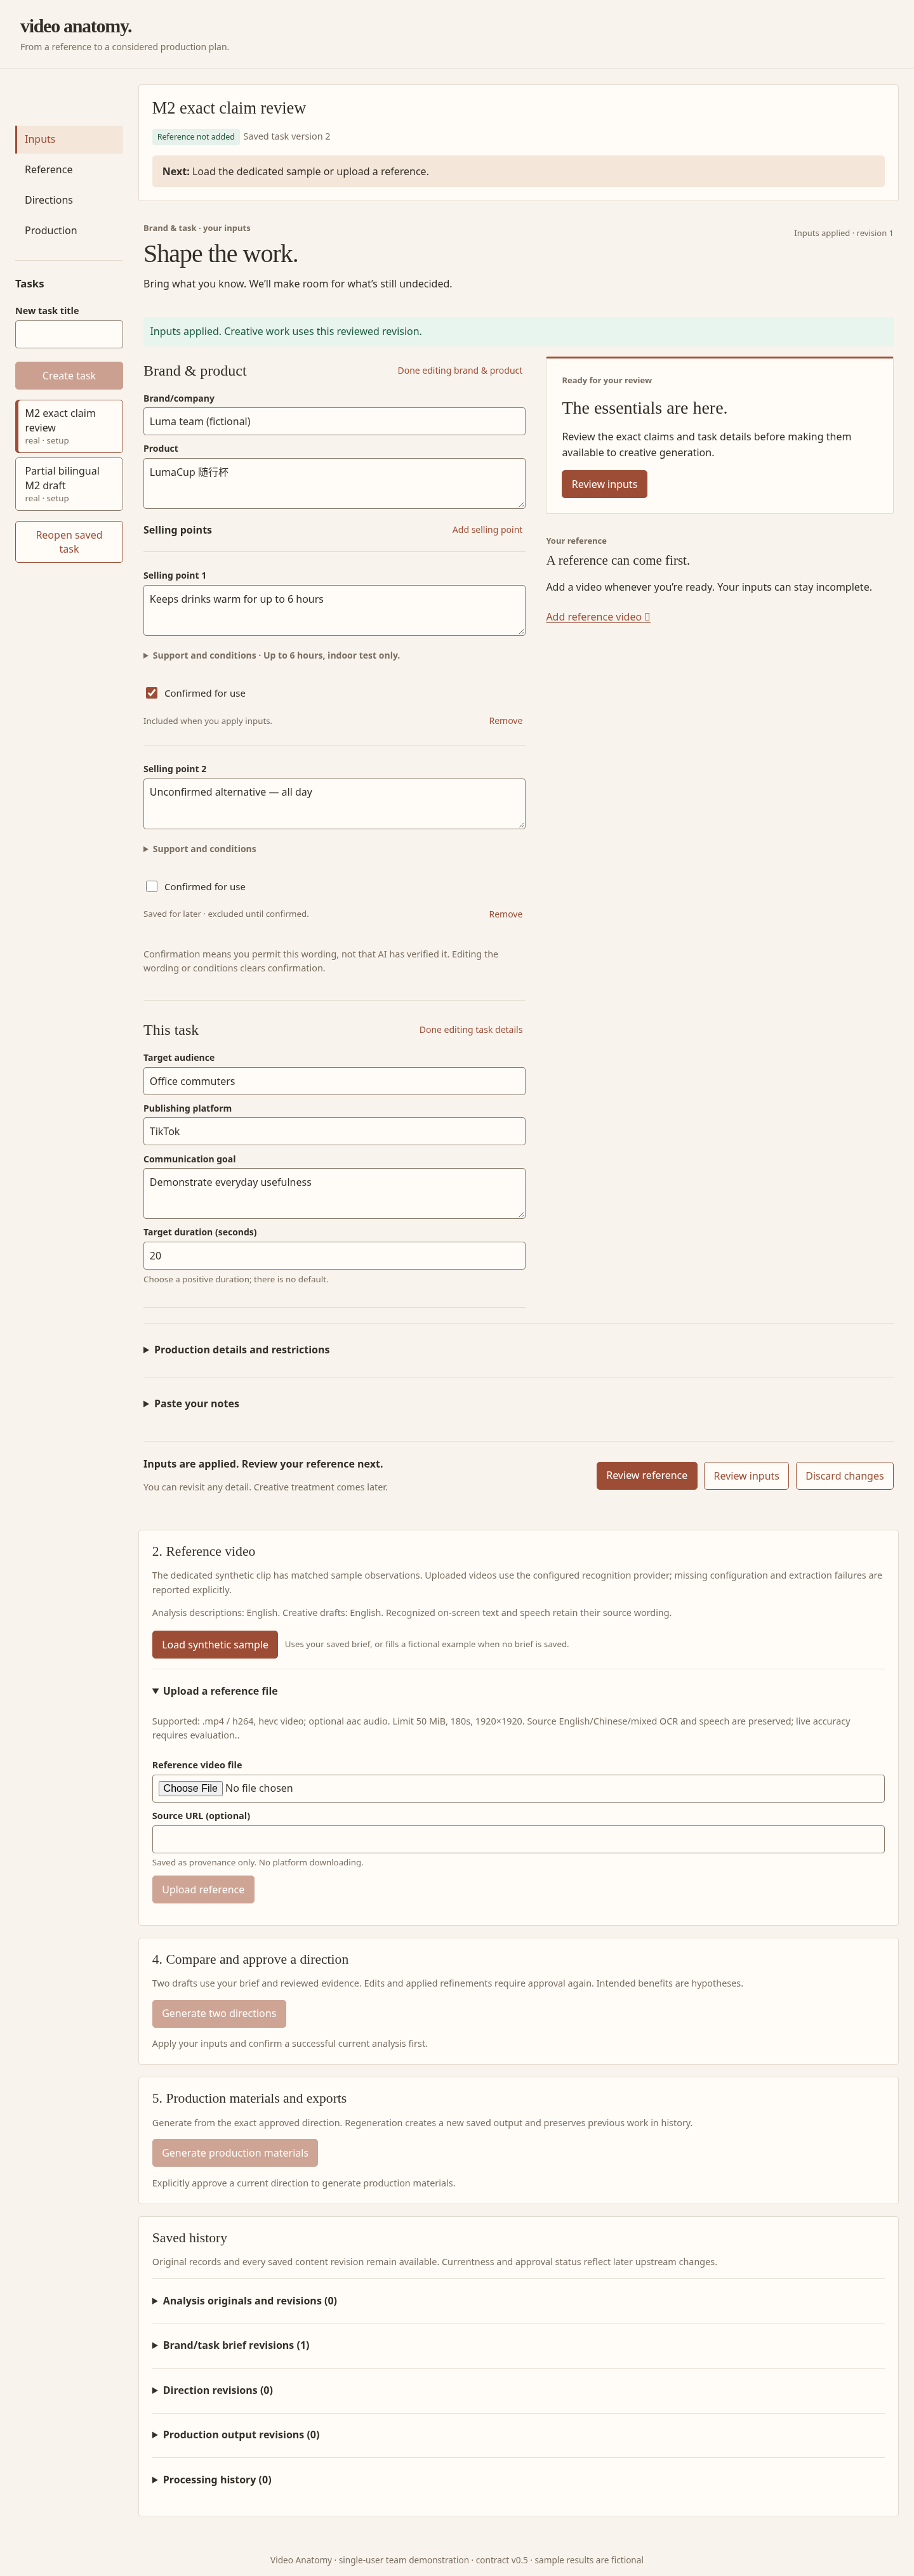 video anatomy.
From a reference to a considered production plan.
Inputs
Reference
Directions
Production
Tasks
New task title
Create task
M2 exact claim
review
real · setup
Partial bilingual
M2 draft
real · setup
Reopen saved
task
M2 exact claim review
Reference not added
Saved task version 2
Next: Load the dedicated sample or upload a reference.
Brand & task · your inputs
Shape the work.
Inputs applied · revision 1
Bring what you know. We’ll make room for what’s still undecided.
Inputs applied. Creative work uses this reviewed revision.
Brand & product
Done editing brand & product
Brand/company
Luma team (fictional)
Product
LumaCup 随行杯
Selling points
Add selling point
Selling point 1
Keeps drinks warm for up to 6 hours
Support and conditions · Up to 6 hours, indoor test only.
Confirmed for use
Included when you apply inputs.
Remove
Selling point 2
Unconfirmed alternative — all day
Support and conditions
Confirmed for use
Saved for later · excluded until confirmed.
Remove
Confirmation means you permit this wording, not that AI has verified it. Editing the
wording or conditions clears confirmation.
Ready for your review
The essentials are here.
Review the exact claims and task details before making them
available to creative generation.
Review inputs
Your reference
A reference can come first.
Add a video whenever you’re ready. Your inputs can stay incomplete.
Add reference video
This task
Done editing task details
Target audience
Office commuters
Publishing platform
TikTok
Communication goal
Demonstrate everyday usefulness
Target duration (seconds)
20
Choose a positive duration; there is no default.
Production details and restrictions
Paste your notes
Inputs are applied. Review your reference next.
You can revisit any detail. Creative treatment comes later.
Review reference
Review inputs
Discard changes
2. Reference video
The dedicated synthetic clip has matched sample observations. Uploaded videos use the configured recognition provider; missing configuration and extraction failures are
reported explicitly.
Analysis descriptions: English. Creative drafts: English. Recognized on-screen text and speech retain their source wording.
Load synthetic sample
Uses your saved brief, or fills a fictional example when no brief is saved.
Upload a reference file
Supported: .mp4 / h264, hevc video; optional aac audio. Limit 50 MiB, 180s, 1920×1920. Source English/Chinese/mixed OCR and speech are preserved; live accuracy
requires evaluation..
Reference video file
Choose File No file chosen
Source URL (optional)
Saved as provenance only. No platform downloading.
Upload reference
4. Compare and approve a direction
Two drafts use your brief and reviewed evidence. Edits and applied refinements require approval again. Intended benefits are hypotheses.
Generate two directions
Apply your inputs and confirm a successful current analysis first.
5. Production materials and exports
Generate from the exact approved direction. Regeneration creates a new saved output and preserves previous work in history.
Generate production materials
Explicitly approve a current direction to generate production materials.
Saved history
Original records and every saved content revision remain available. Currentness and approval status reflect later upstream changes.
Analysis originals and revisions (0)
Brand/task brief revisions (1)
Direction revisions (0)
Production output revisions (0)
Processing history (0)
Video Anatomy · single-user team demonstration · contract v0.5 · sample results are fictional